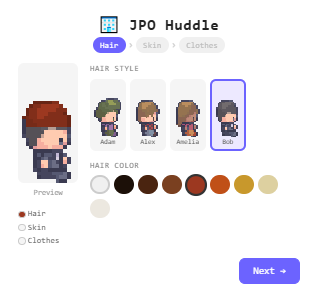 🏢 JPO Huddle
Hair › Skin › Clothes
HAIR STYLE
Adam Alex Amelia Bob
HAIR COLOR
Preview
Hair
Skin
Clothes
Next →